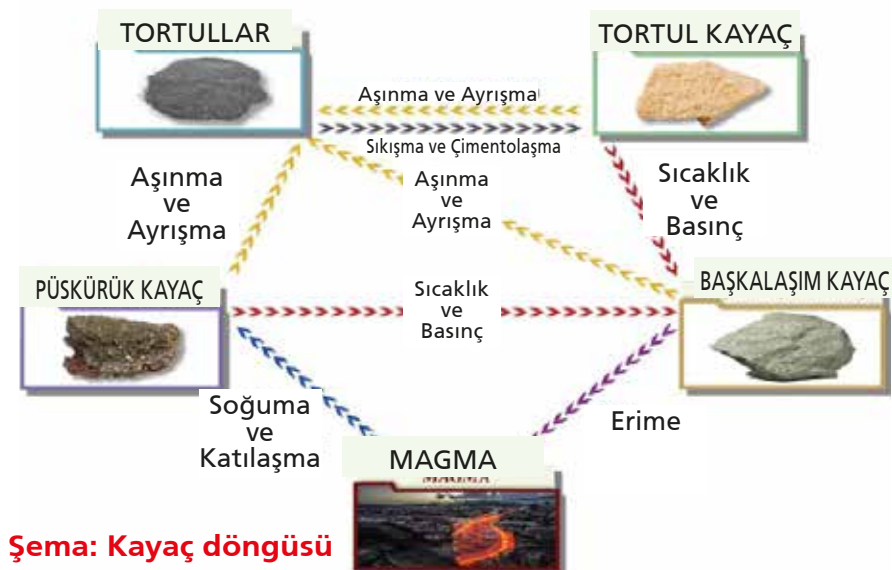 TORTULLAR
TORTUL KAYAÇ
Aşınma ve Ayrışma
Sıkışma ve Çimentolaşma
Aşınma
ve
Ayrışma
Aşınma
ve
Ayrışma
Sıcaklık
ve
Basınç
PÜSKÜRÜK KAYAÇ
BAŞKALAŞIM KAYAÇ
Sıcaklık
ve
Basınç
Soğuma
ve
Katılaşma
Erime
MAGMA
MAGMA
Şema: Kayaç döngüsü